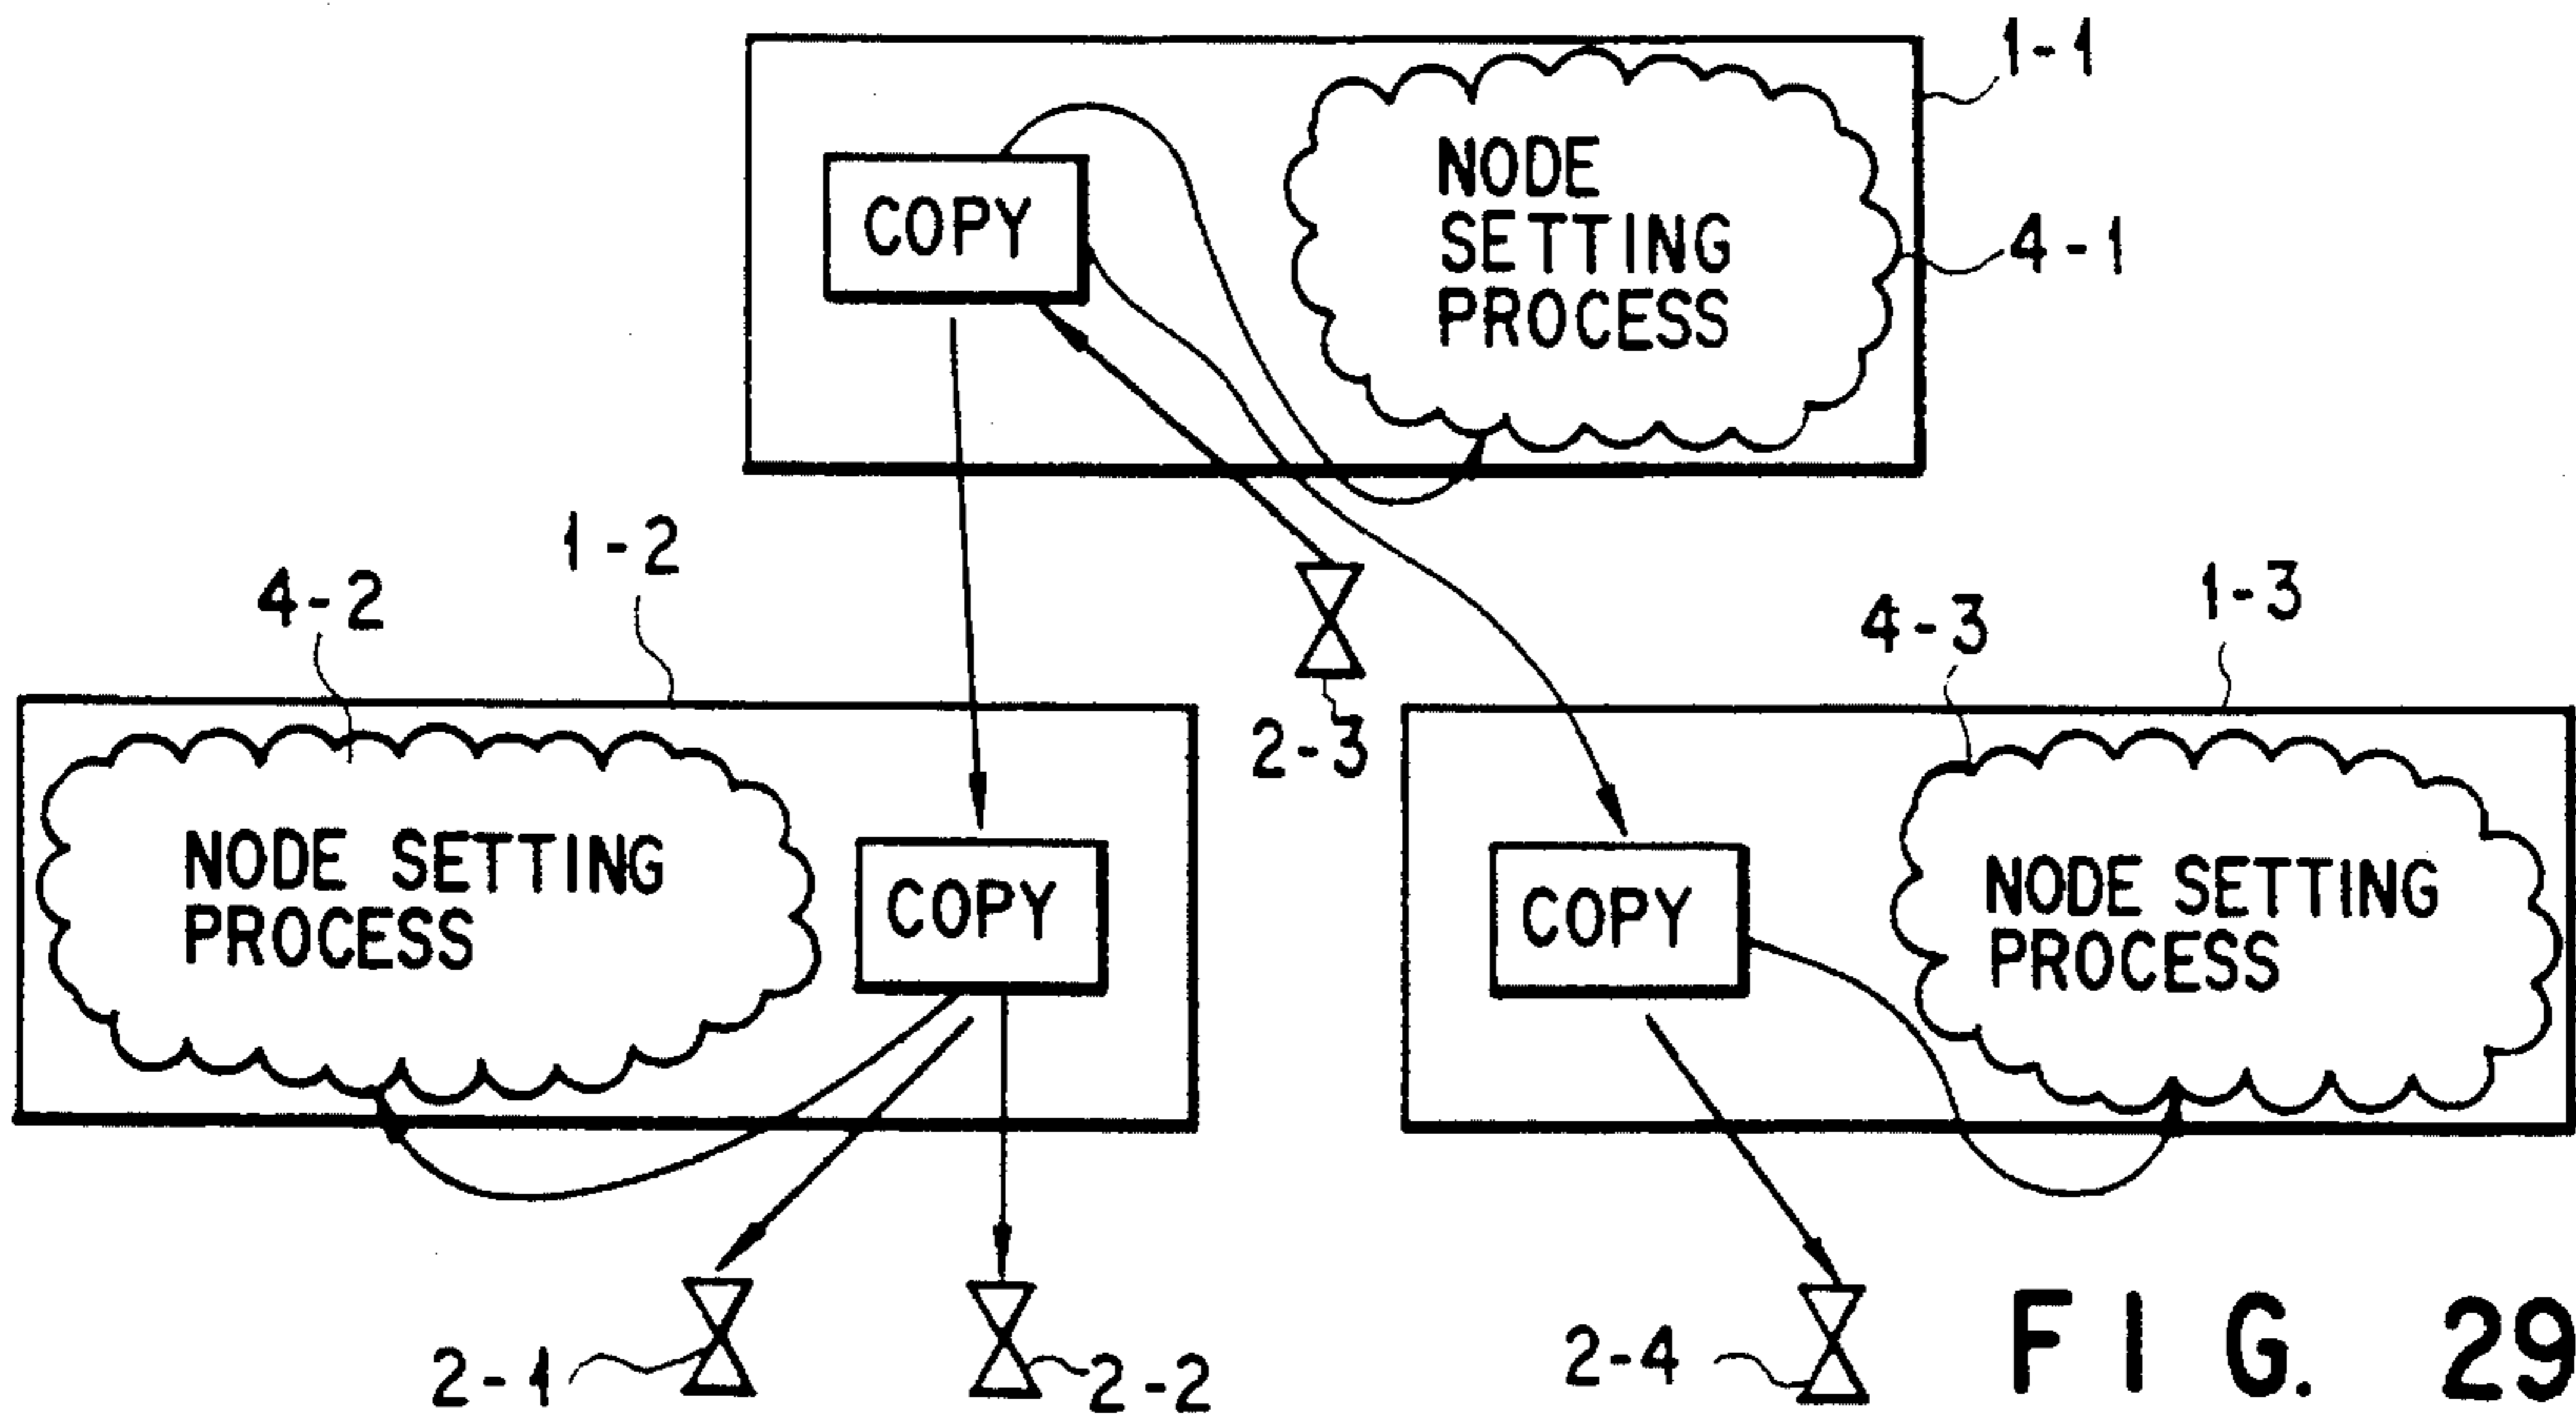 1-1
COPY
NODE
SETTING
PROCESS
4-1
1-2
4-2
2-3
4-3
1-3
NODE SETTING
PROCESS
COPY
COPY
NODE SETTING
PROCESS
2-1
2-2
2-4
FIG. 29